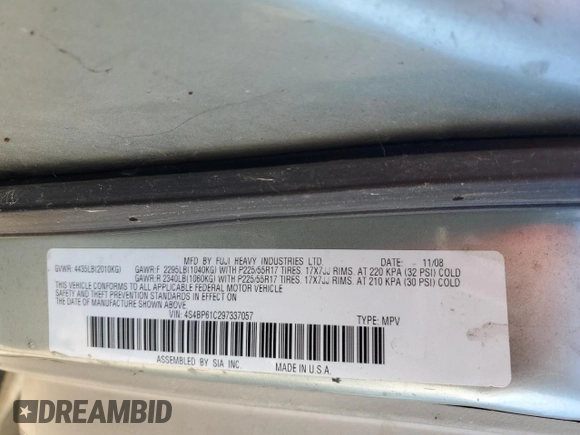 MFD BY FUJI HEAVY INDUSTRIES LTD. DATE: 11/08
GVWR: 4435LB(2010KG) GAWR:F 2295LB(1040KG) WITH P225/55R17 TIRES. 17X7JJ RIMS. AT 220 KPA (32 PSI) COLD
GAWR:R 2340LB(1060KG) WITH P225/55R17 TIRES. 17X7JJ RIMS. AT 210 KPA (30 PSI) COLD
THIS VEHICLE CONFORMS TO ALL APPLICABLE FEDERAL MOTOR VEHICLE
SAFETY AND THEFT PREVENTION STANDARDS IN EFFECT ON
THE DATE OF MANUFACTURE SHOWN ABOVE
VIN: 4S4BP61C297337057 TYPE: MPV
ASSEMBLED BY SIA INC. MADE IN U.S.A.
DREAMBID